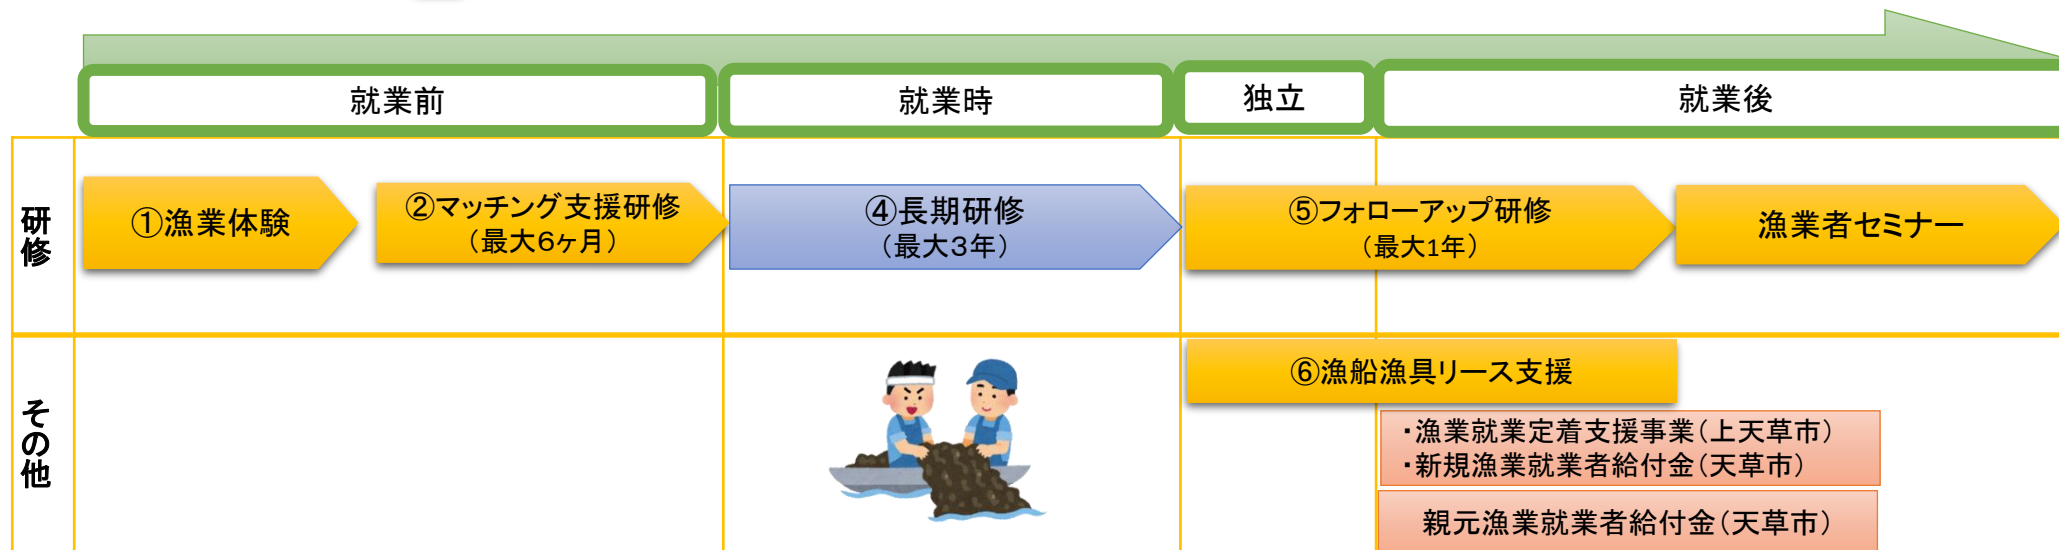 就業前
就業時
独立
就業後
研修
①漁業体験
②マッチング支援研修
（最大６ヶ月）
④長期研修
（最大３年）
⑤フォローアップ研修
（最大1年）
漁業者セミナー
その他
⑥漁船漁具リース支援
・漁業就業定着支援事業（上天草市）
・新規漁業就業者給付金（天草市）
親元漁業就業者給付金（天草市）